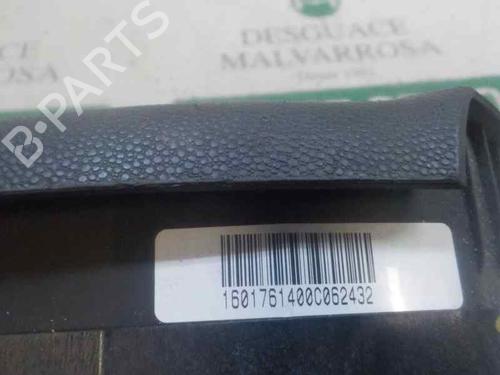 DESGUACE
MALVARROSA
B-PARTS
1601761400C062432